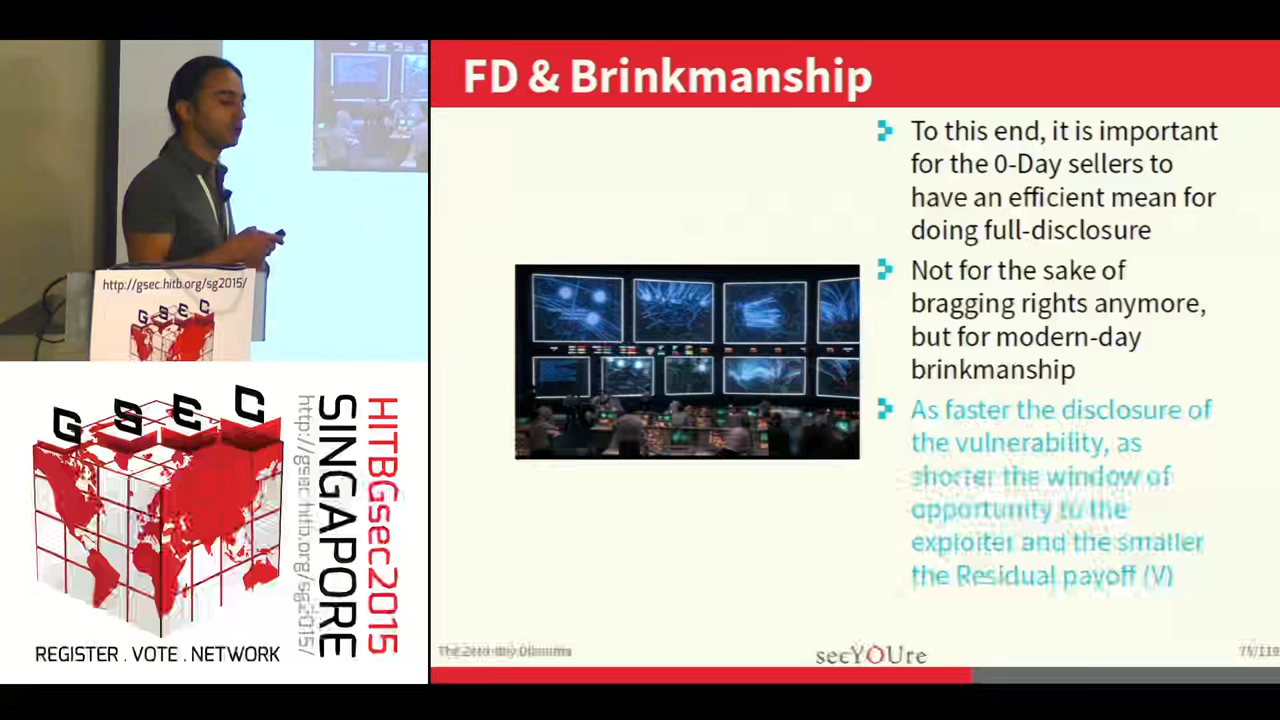 FD & Brinkmanship
To this end, it is important
for the 0-Day sellers to
have an efficient mean for
doing full-disclosure
Not for the sake of
bragging rights anymore,
but for modern-day
brinkmanship
As faster the disclosure of
the vulnerability, as
shorter the window of
opportunity to the
exploiter and the smaller
the Residual payoff (V)
secYOUre
http://gsec.hitb.org/sg2015/
GSEC
GSEC
REGISTER . VOTE . NETWORK
HITBGsec2015
SINGAPORE
http://gsec.hitb.org/sg2015/